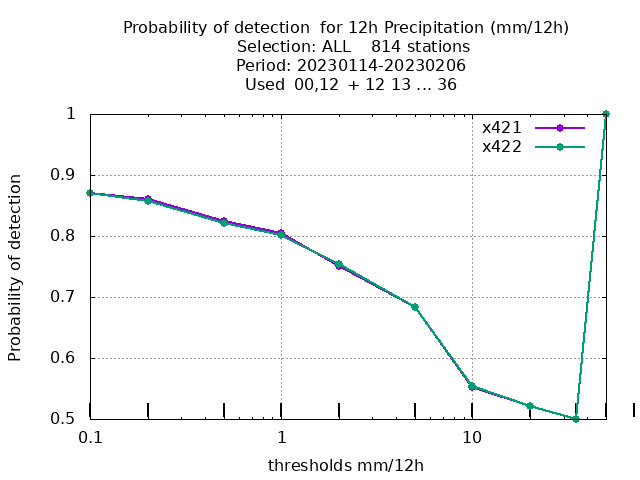 Probability of detection  for 12h Precipitation (mm/12h)
Selection: ALL    814 stations
Period: 20230114-20230206
Used  00,12  + 12 13 ... 36
x421
x422
1
0.9
0.8
0.7
0.6
0.5
Probability of detection
0.1
1
10
thresholds mm/12h